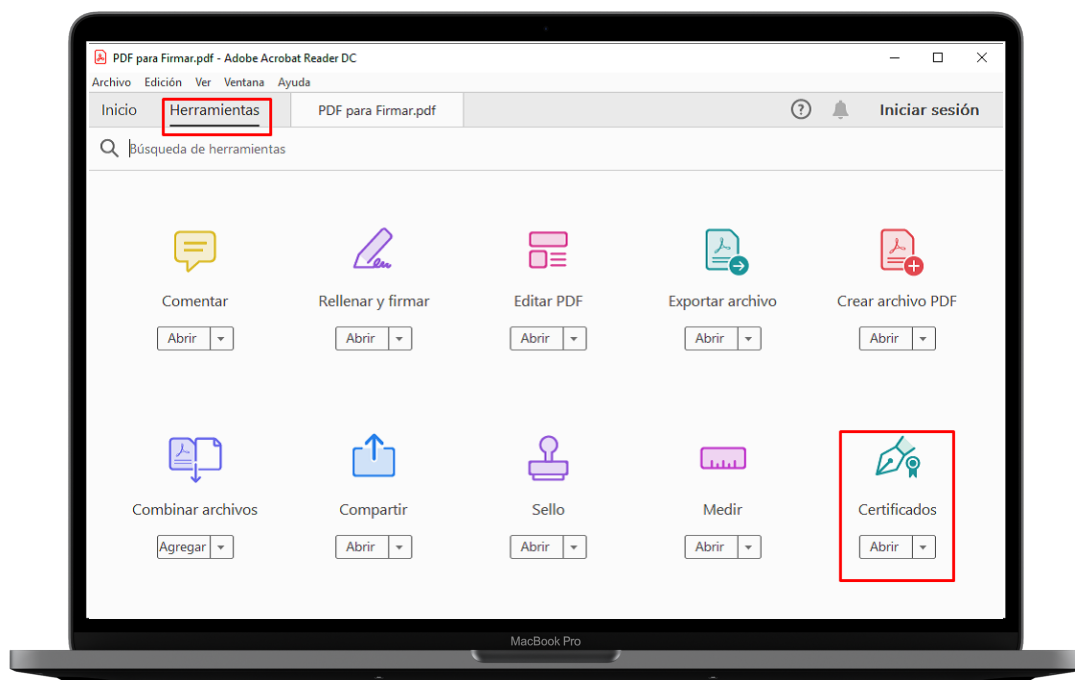 PDF para Firmar.pdf - Adobe Acrobat Reader DC
Archivo Edición Ver Ventana Ayuda
Inicio Herramientas PDF para Firmar.pdf ? Iniciar sesión
Búsqueda de herramientas
Comentar Rellenar y firmar Editar PDF Exportar archivo Crear archivo PDF
Abrir Abrir Abrir Abrir Abrir
Combinar archivos Compartir Sello Medir Certificados
Agregar Abrir Abrir Abrir Abrir
MacBook Pro